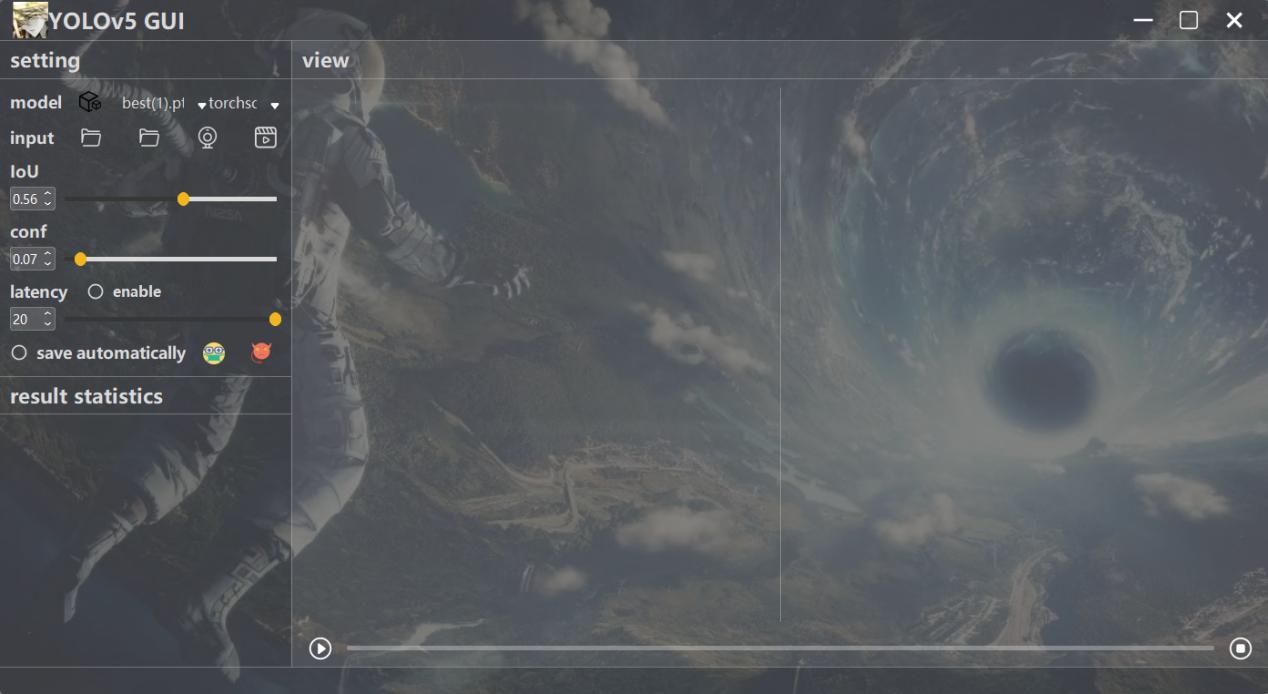 YOLOv5 GUI
setting
view
model best(1).pt torchsc
input
IoU
0.56
conf
0.07
latency enable
20
save automatically
result statistics